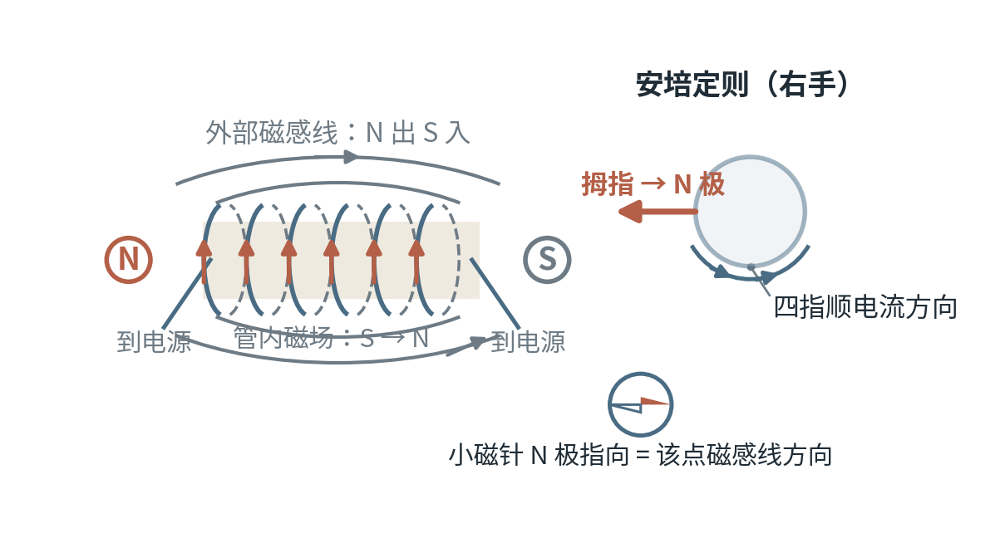 安培定则（右手）
外部磁感线：N 出 S 入
拇指 → N 极
N
S
四指顺电流方向
到电源
管内磁场：S → N
到电源
小磁针 N 极指向 = 该点磁感线方向